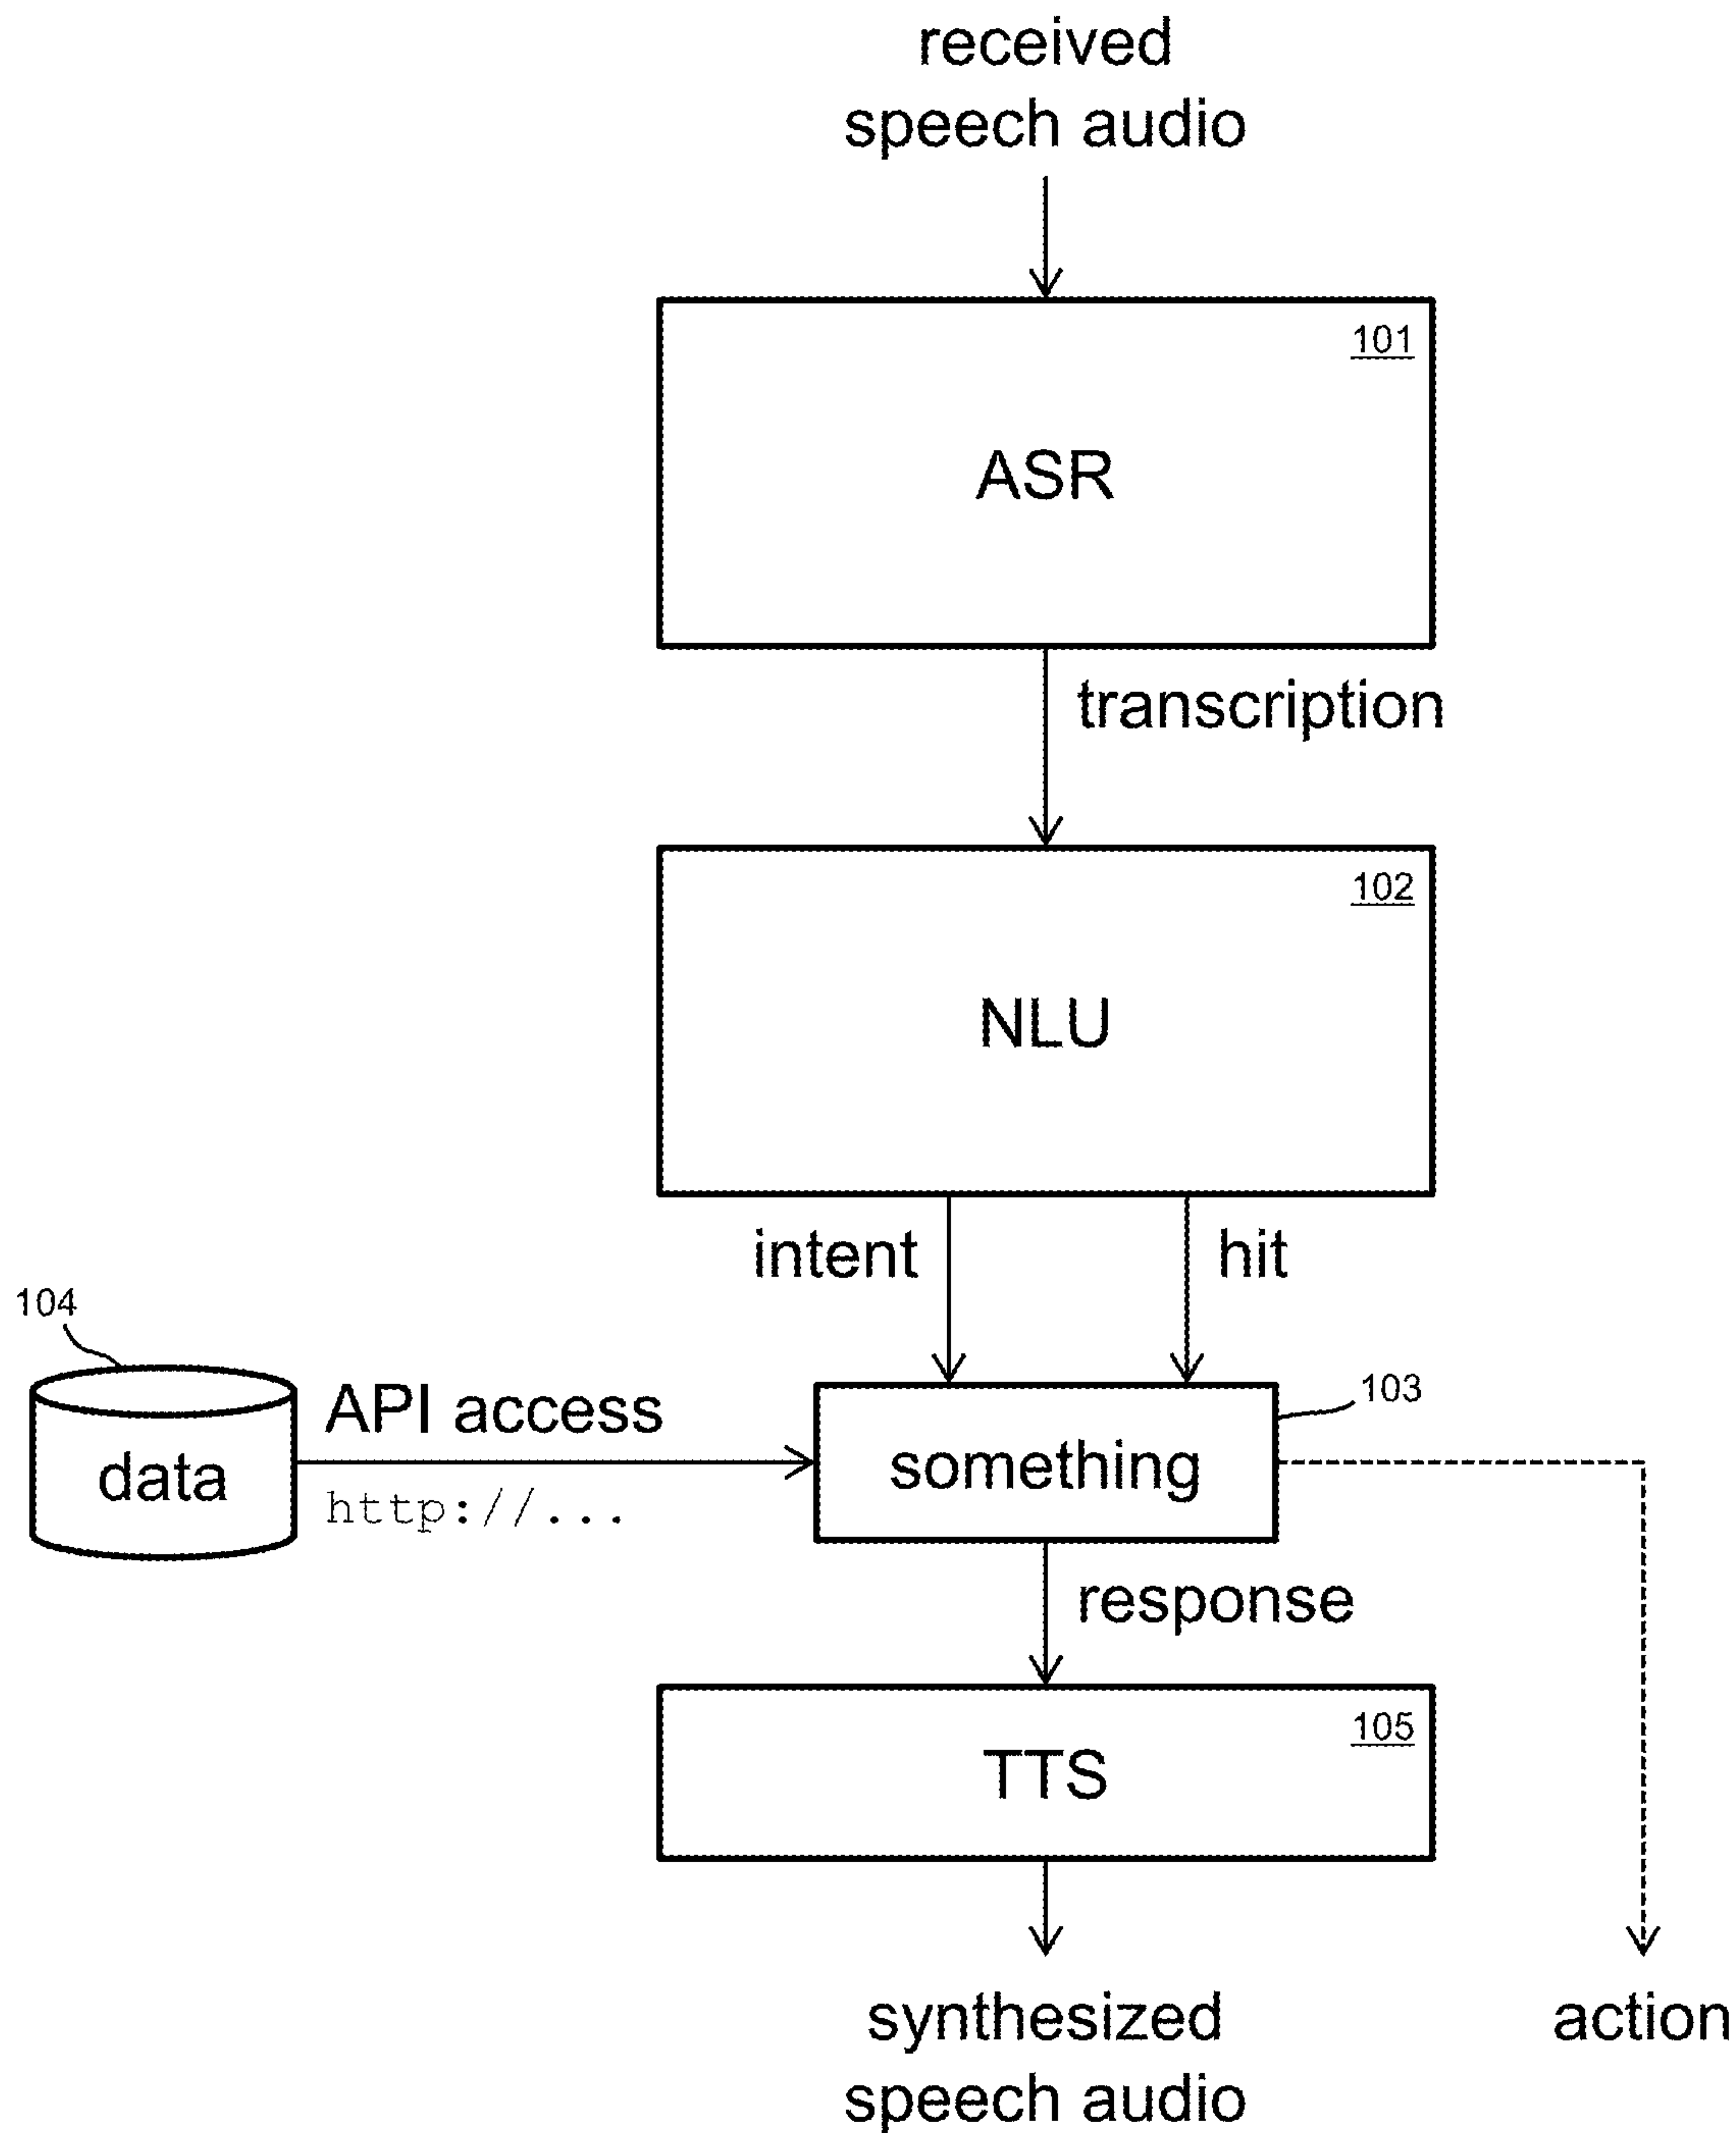 received
speech audio
101
ASR
transcription
102
NLU
intent
hit
104
API access
103
data
something
http://...
response
105
TTS
synthesized
speech audio
action